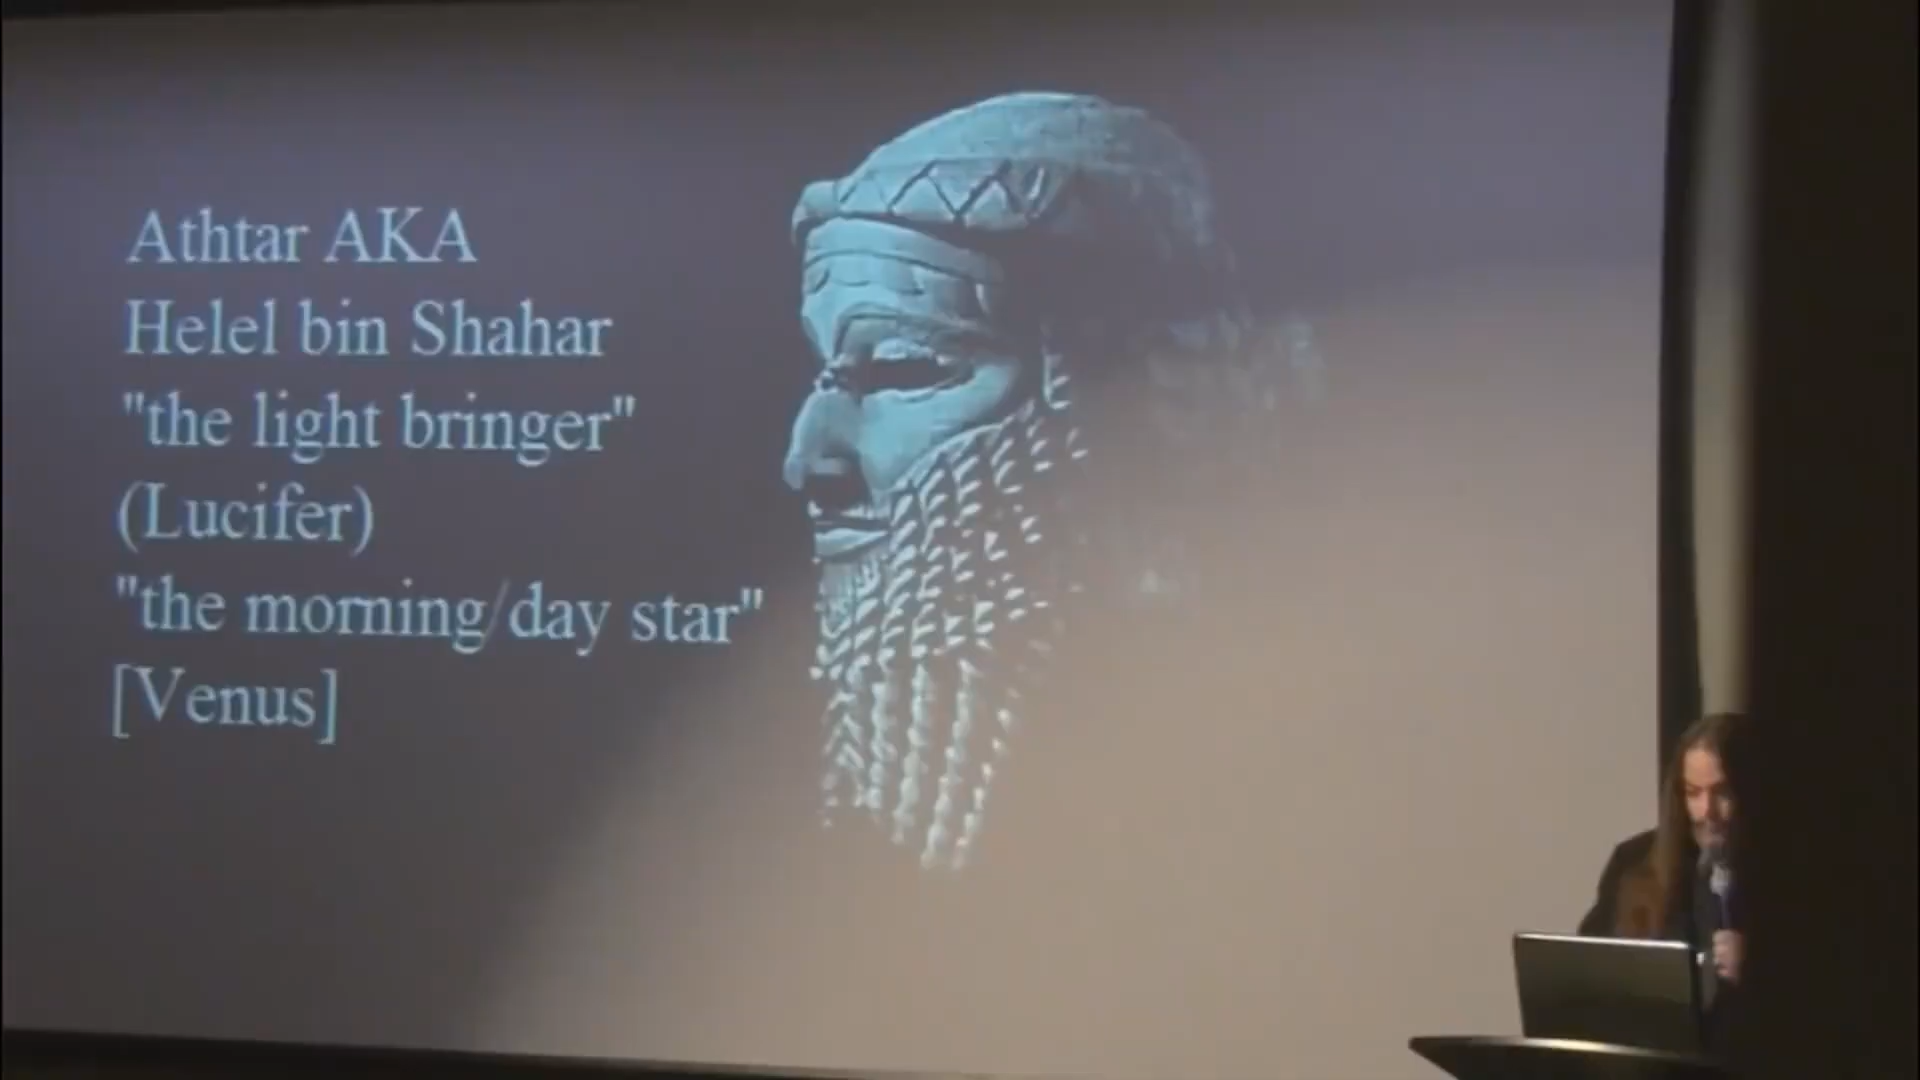 Athtar AKA
Helel bin Shahar
"the light bringer"
(Lucifer)
"the morning/day star"
[Venus]